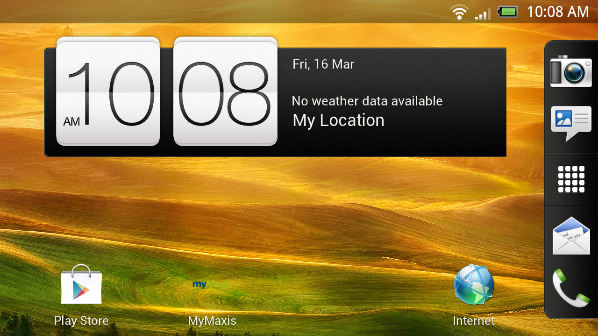 10:08 AM
AM 10 08
Fri, 16 Mar
No weather data available
My Location
my
Play Store
MyMaxis
Internet